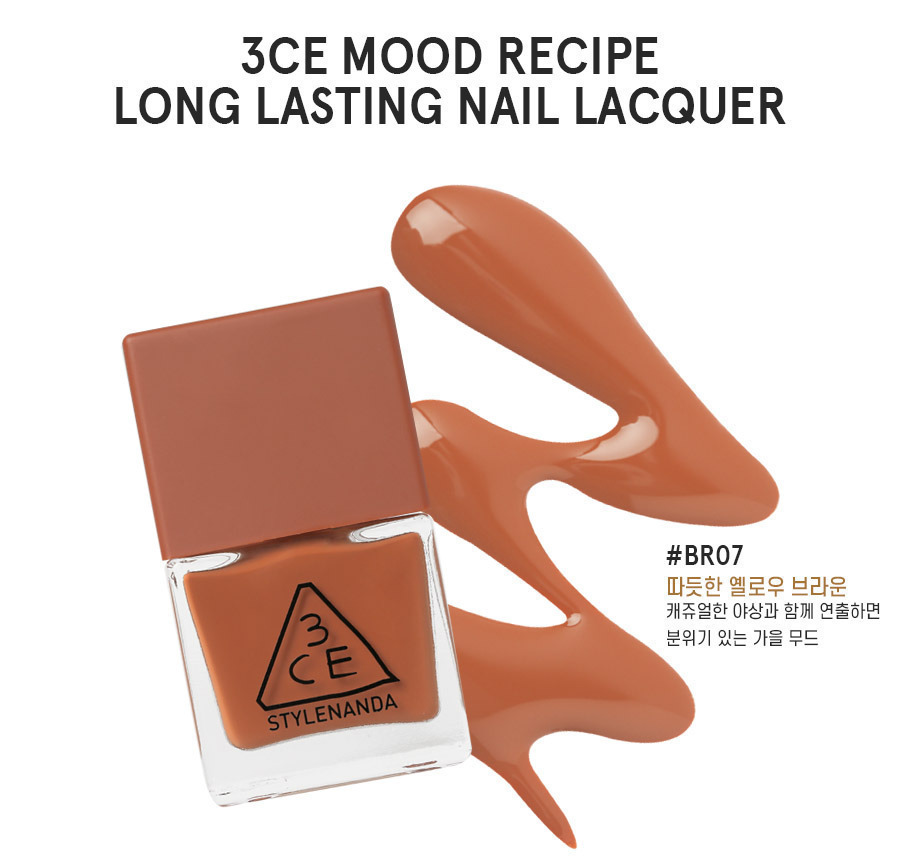 3CE MOOD RECIPE
LONG LASTING NAIL LACQUER
#BR07
따듯한 옐로우 브라운
캐쥬얼한 야상과 함께 연출하면
분위기 있는 가을 무드
3
CE
STYLENANDA